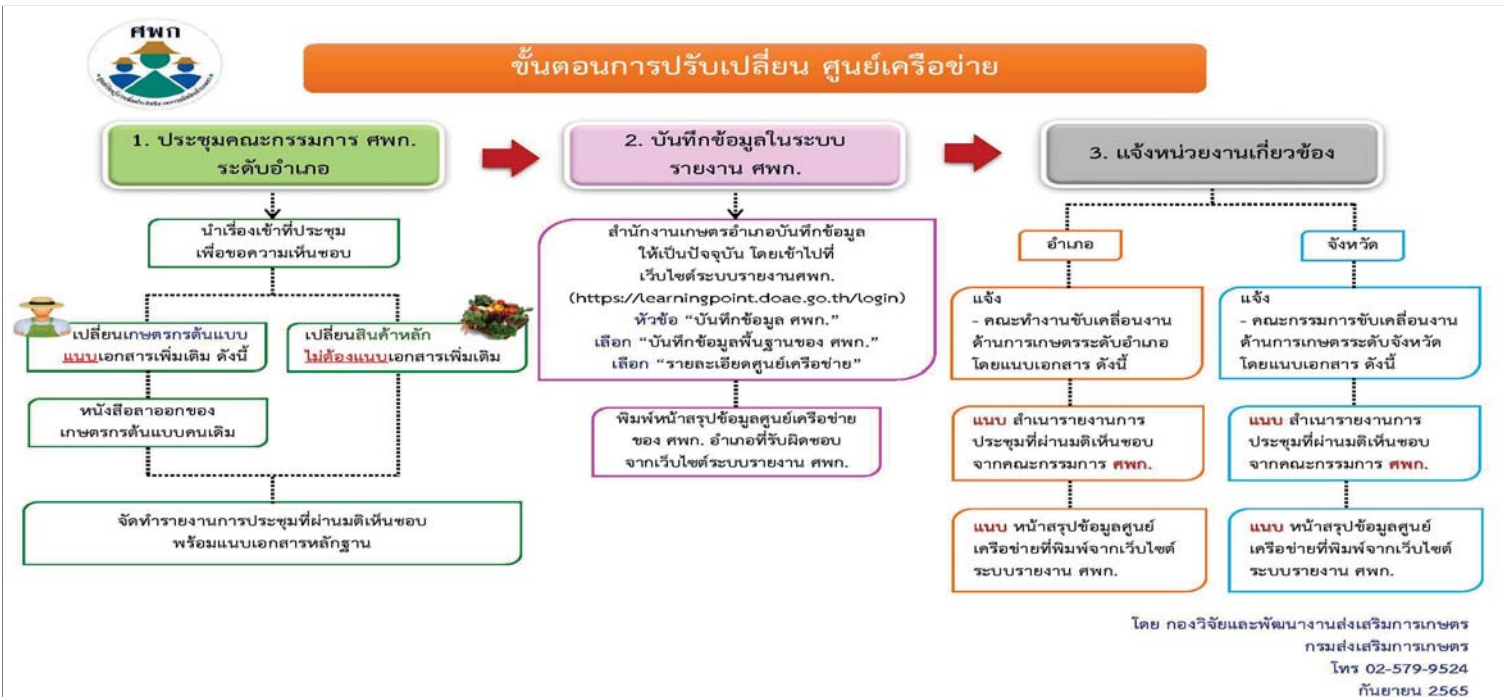 ศพก
ขั้นตอนการปรับเปลี่ยน ศูนย์เครือข่าย
1. ประชุมคณะกรรมการ ศพก.
ระดับอำเภอ
นำเรื่องเข้าที่ประชุม
เพื่อขอความเห็นชอบ
เปลี่ยนเกษตรกรต้นแบบ
แนบเอกสารเพิ่มเติม ดังนี้
เปลี่ยนสินค้าหลัก
ไม่ต้องแนบเอกสารเพิ่มเติม
หนังสือลาออกของ
เกษตรกรต้นแบบคนเดิม
จัดทำรายงานการประชุมที่ผ่านมติเห็นชอบ
พร้อมแนบเอกสารหลักฐาน
2. บันทึกข้อมูลในระบบ
รายงาน ศพก.
สำนักงานเกษตรอำเภอบันทึกข้อมูล
ให้เป็นปัจจุบัน โดยเข้าไปที่
เว็บไซต์ระบบรายงานศพก.
(https://learningpoint.doae.go.th/login)
หัวข้อ “บันทึกข้อมูล ศพก.”
เลือก “บันทึกข้อมูลพื้นฐานของ ศพก.”
เลือก “รายละเอียดศูนย์เครือข่าย”
พิมพ์หน้าสรุปข้อมูลศูนย์เครือข่าย
ของ ศพก. อำเภอที่รับผิดชอบ
จากเว็บไซต์ระบบรายงาน ศพก.
3. แจ้งหน่วยงานเกี่ยวข้อง
อำเภอ
แจ้ง
- คณะทำงานขับเคลื่อนงาน
ด้านการเกษตรระดับอำเภอ
โดยแนบเอกสาร ดังนี้
แนบ สำเนารายงานการ
ประชุมที่ผ่านมติเห็นชอบ
จากคณะกรรมการ ศพก.
แนบ หน้าสรุปข้อมูลศูนย์
เครือข่ายที่พิมพ์จากเว็บไซต์
ระบบรายงาน ศพก.
จังหวัด
แจ้ง
- คณะกรรมการขับเคลื่อนงาน
ด้านการเกษตรระดับจังหวัด
โดยแนบเอกสาร ดังนี้
แนบ สำเนารายงานการ
ประชุมที่ผ่านมติเห็นชอบ
จากคณะกรรมการ ศพก.
แนบ หน้าสรุปข้อมูลศูนย์
เครือข่ายที่พิมพ์จากเว็บไซต์
ระบบรายงาน ศพก.
โดย กองวิจัยและพัฒนางานส่งเสริมการเกษตร
กรมส่งเสริมการเกษตร
โทร 02-579-9524
กันยายน 2565